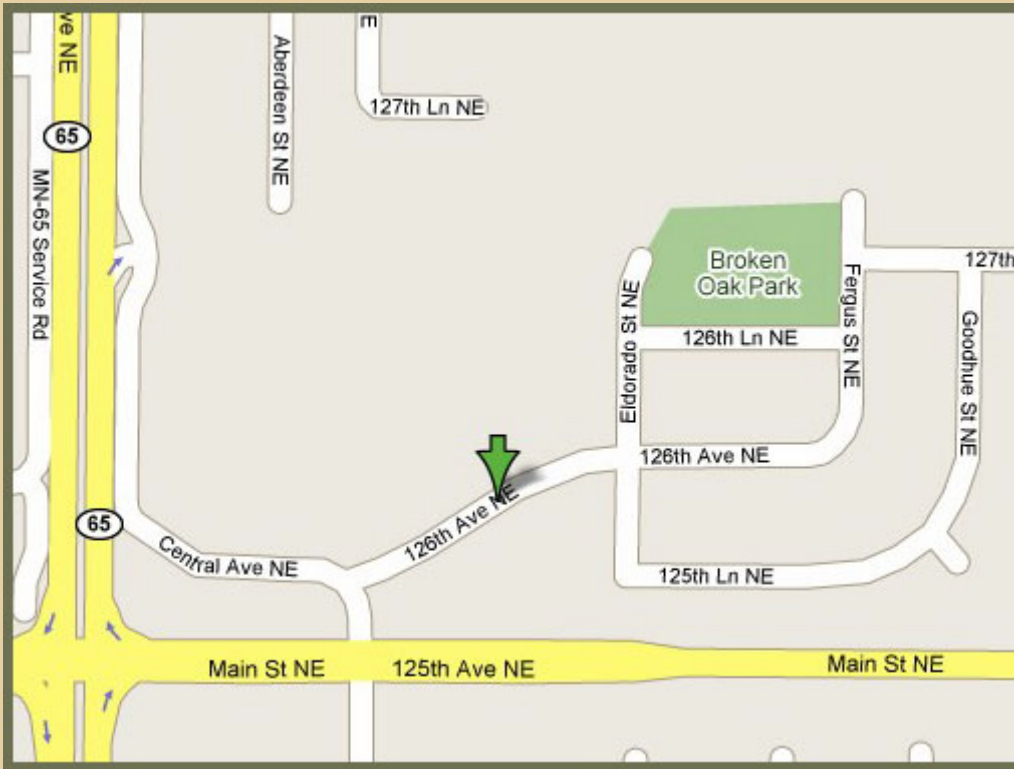 ve NE
E
Aberdeen St NE
127th Ln NE
65
MN-65 Service Rd
Broken
Oak Park
127th
Fergus St NE
Eldorado St NE
126th Ln NE
Goodhue St NE
126th Ave NE
126th Ave NE
65
Central Ave NE
125th Ln NE
Main St NE
125th Ave NE
Main St NE